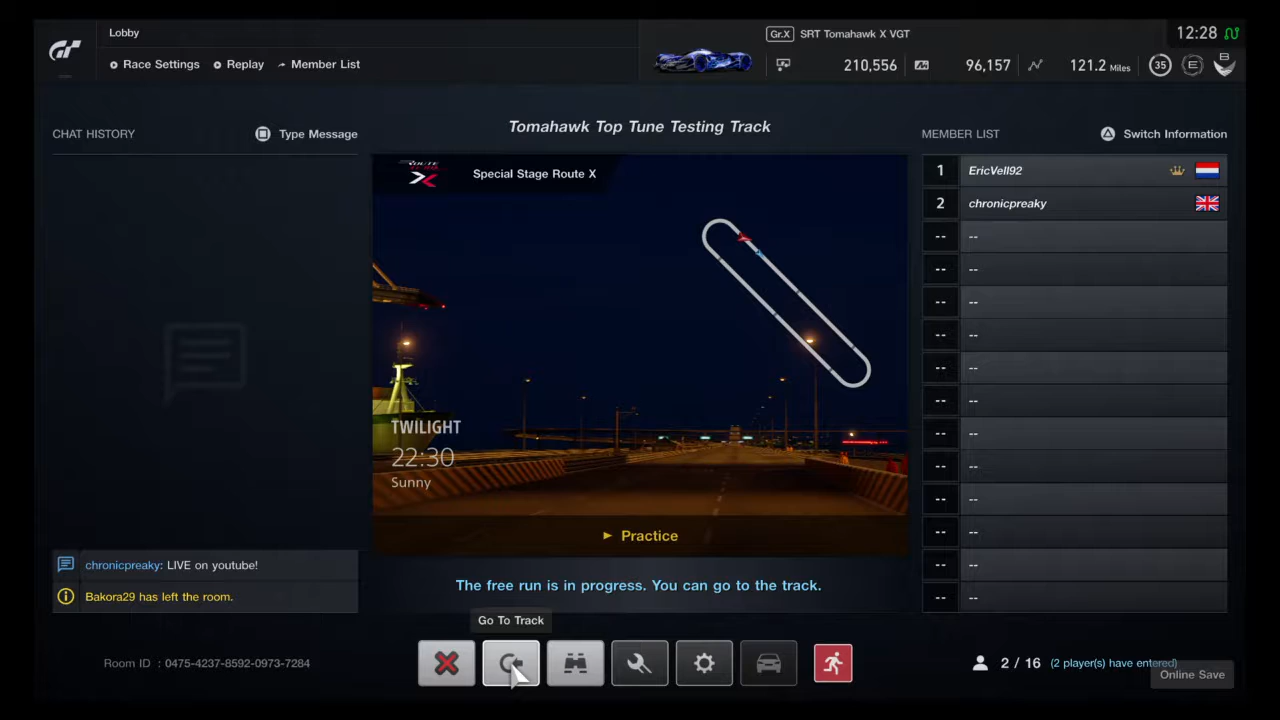 Lobby
Race Settings
Replay
Member List
Gr.X SRT Tomahawk X VGT
210,556
96,157
121.2 Miles
35
E
B
12:28
CHAT HISTORY
Type Message
Tomahawk Top Tune Testing Track
MEMBER LIST
Switch Information
Special Stage Route X
1 EricVell92
2 chronicpreaky
-- --
-- --
-- --
-- --
-- --
-- --
-- --
-- --
-- --
-- --
-- --
-- --
TWILIGHT
22:30
Sunny
Practice
chronicpreaky: LIVE on youtube!
Bakora29 has left the room.
The free run is in progress. You can go to the track.
Go To Track
Room ID : 0475-4237-8592-0973-7284
2 / 16 (2 player(s) have entered)
Online Save